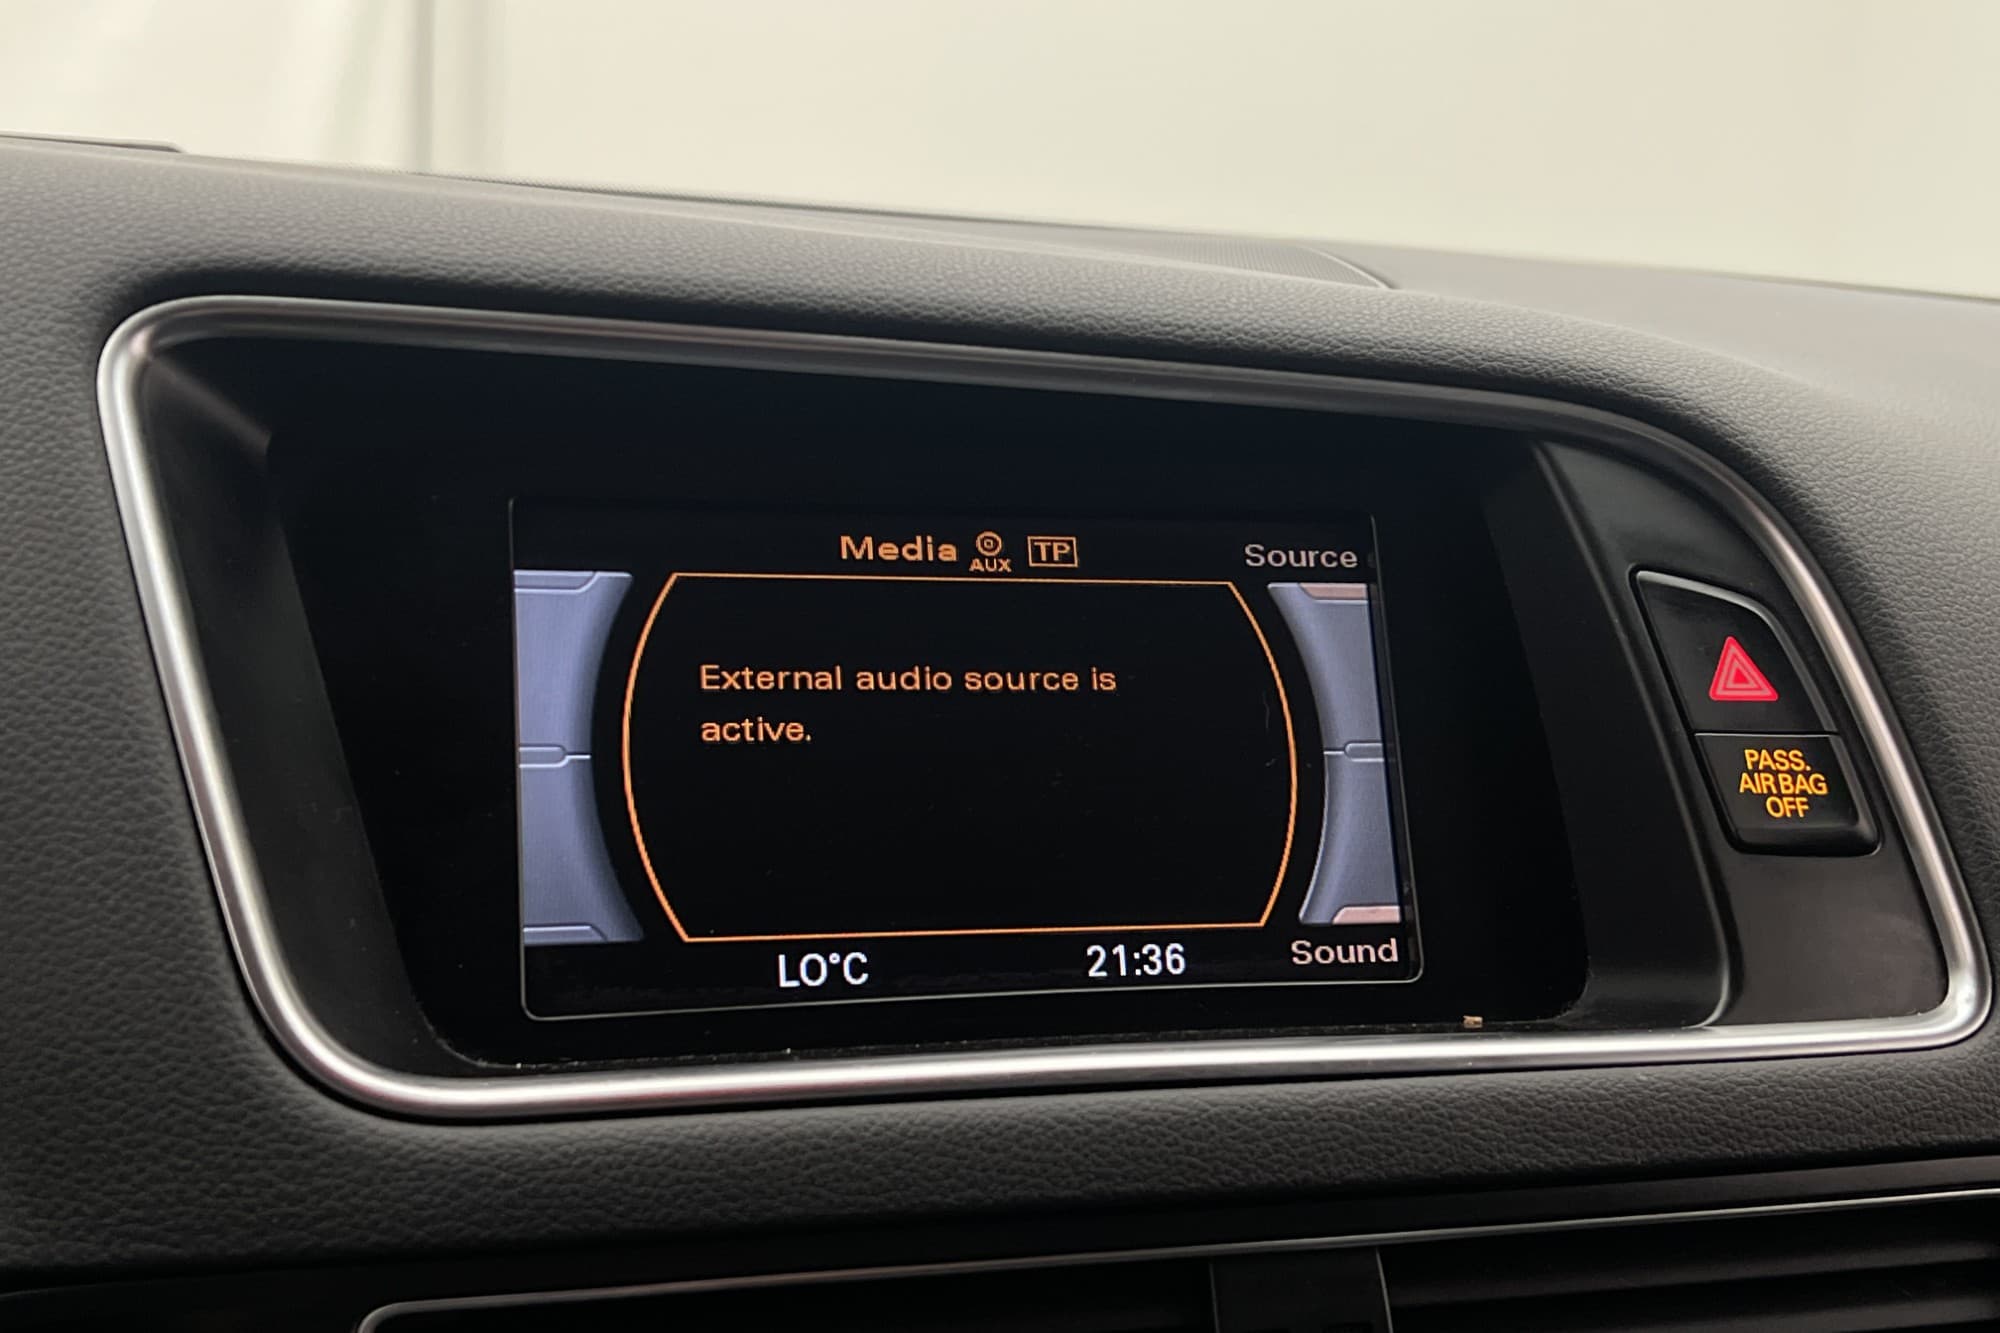 Media AUX TP
Source
External audio source is
active.
LO°C 21:36
Sound
PASS.
AIR BAG
OFF